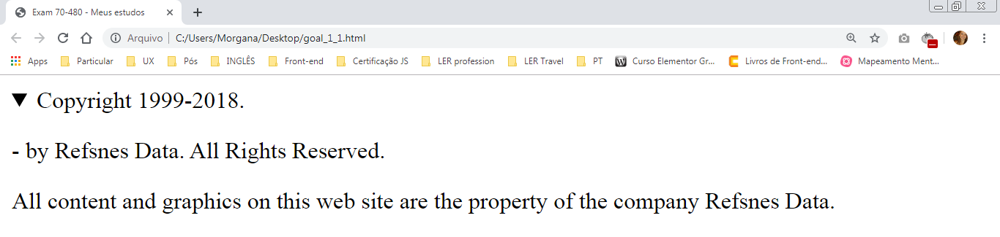 Exam 70-480 - Meus estudos
Arquivo C:/Users/Morgana/Desktop/goal_1_1.html
Apps Particular UX Pós INGLÊS Front-end Certificação JS LER profession LER Travel PT Curso Elementor Gr... Livros de Front-end... Mapeamento Ment...
Copyright 1999-2018.
- by Refsnes Data. All Rights Reserved.
All content and graphics on this web site are the property of the company Refsnes Data.